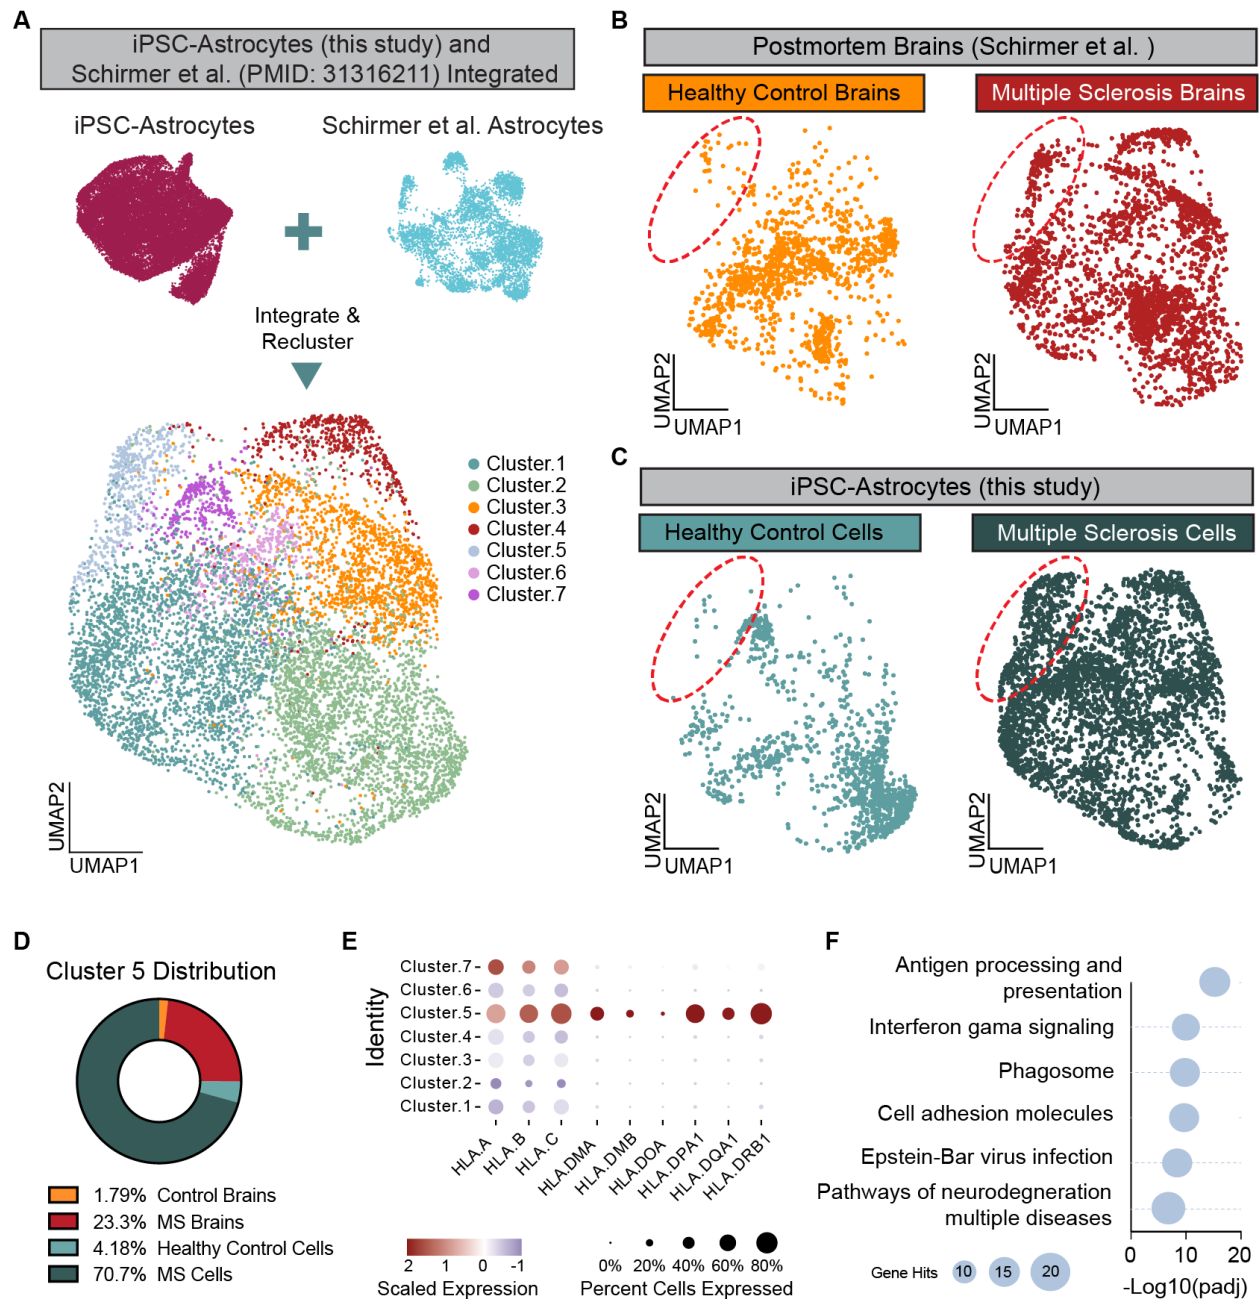 A
iPSC-Astrocytes (this study) and
Schirmer et al. (PMID: 31316211) Integrated
iPSC-Astrocytes
Schirmer et al. Astrocytes
Integrate &
Recluster
Cluster.1
Cluster.2
Cluster.3
Cluster.4
Cluster.5
Cluster.6
Cluster.7
UMAP2
UMAP1
B
Postmortem Brains (Schirmer et al. )
Healthy Control Brains
Multiple Sclerosis Brains
UMAP2
UMAP1
UMAP2
UMAP1
C
iPSC-Astrocytes (this study)
Healthy Control Cells
Multiple Sclerosis Cells
UMAP2
UMAP1
UMAP2
UMAP1
D
Cluster 5 Distribution
1.79% Control Brains
23.3% MS Brains
4.18% Healthy Control Cells
70.7% MS Cells
E
Identity
Cluster.7
Cluster.6
Cluster.5
Cluster.4
Cluster.3
Cluster.2
Cluster.1
HLA.A
HLA.B
HLA.C
HLA.DMA
HLA.DMB
HLA.DOA
HLA.DPA1
HLA.DQA1
HLA.DRB1
2 1 0 -1
Scaled Expression
0% 20% 40% 60% 80%
Percent Cells Expressed
F
Antigen processing and
presentation
Interferon gama signaling
Phagosome
Cell adhesion molecules
Epstein-Bar virus infection
Pathways of neurodegneration
multiple diseases
0 10 20
-Log10(padj)
Gene Hits 10 15 20